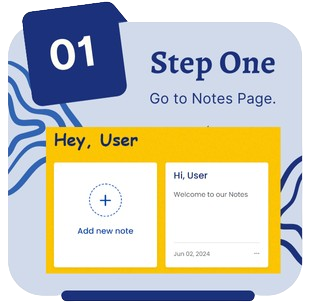 01
Step One
Go to Notes Page.
Hey, User
Add new note
Hi, User
Welcome to our Notes
Jun 02, 2024